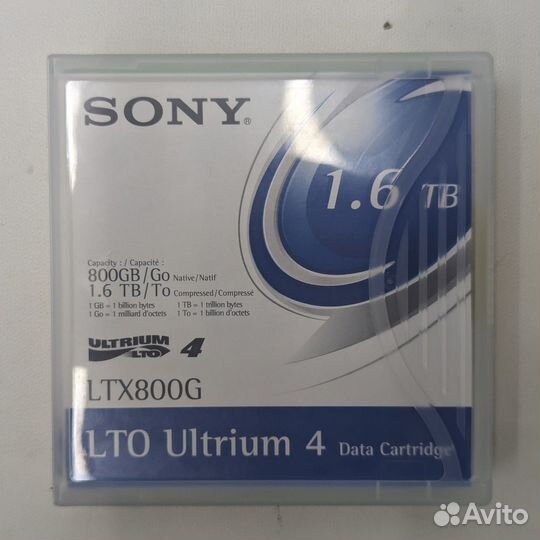 SONY®
1.6 TB
Capacity : / Capacité :
800GB/Go Native/Natif
1.6 TB/To Compressed/Compressé
1 GB = 1 billion bytes 1 TB = 1 trillion bytes
1 Go = 1 milliard d'octets 1 To = 1 billion d'octets
ULTRIUM LTO 4
LTX800G
LTO Ultrium 4 Data Cartridge
Avito